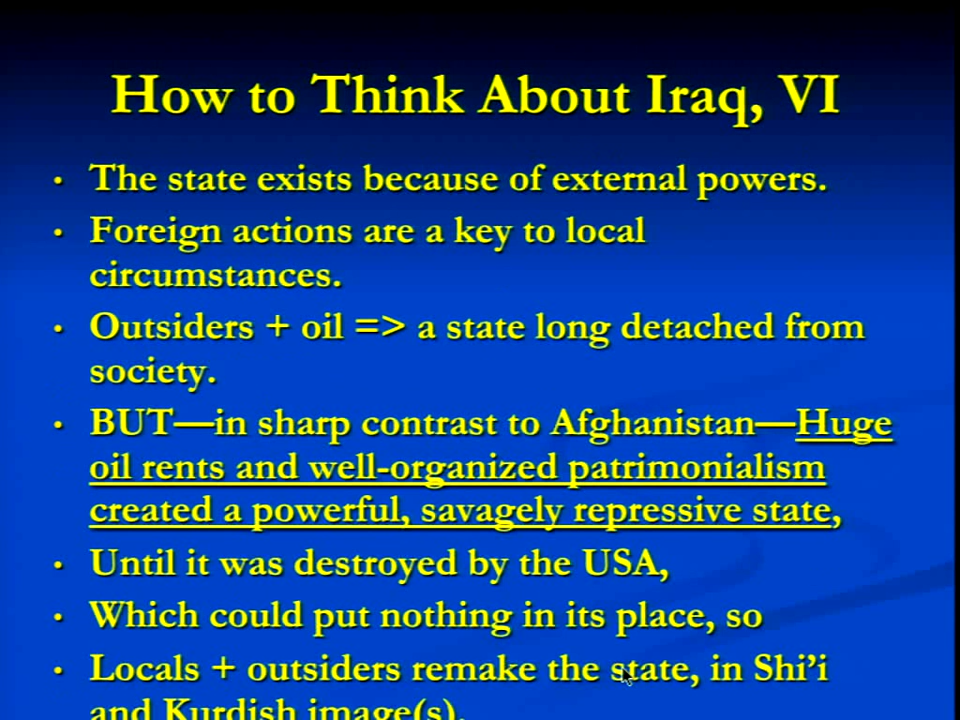 How to Think About Iraq, VI
• The state exists because of external powers.
• Foreign actions are a key to local
circumstances.
• Outsiders + oil => a state long detached from
society.
• BUT—in sharp contrast to Afghanistan—Huge
oil rents and well-organized patrimonialism
created a powerful, savagely repressive state,
• Until it was destroyed by the USA,
• Which could put nothing in its place, so
• Locals + outsiders remake the state, in Shi’i
and Kurdish image(s).